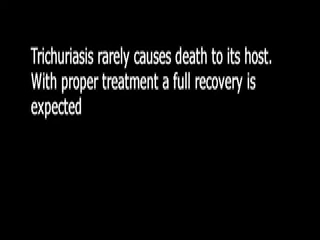 Trichuriasis rarely causes death to its host.
With proper treatment a full recovery is
expected